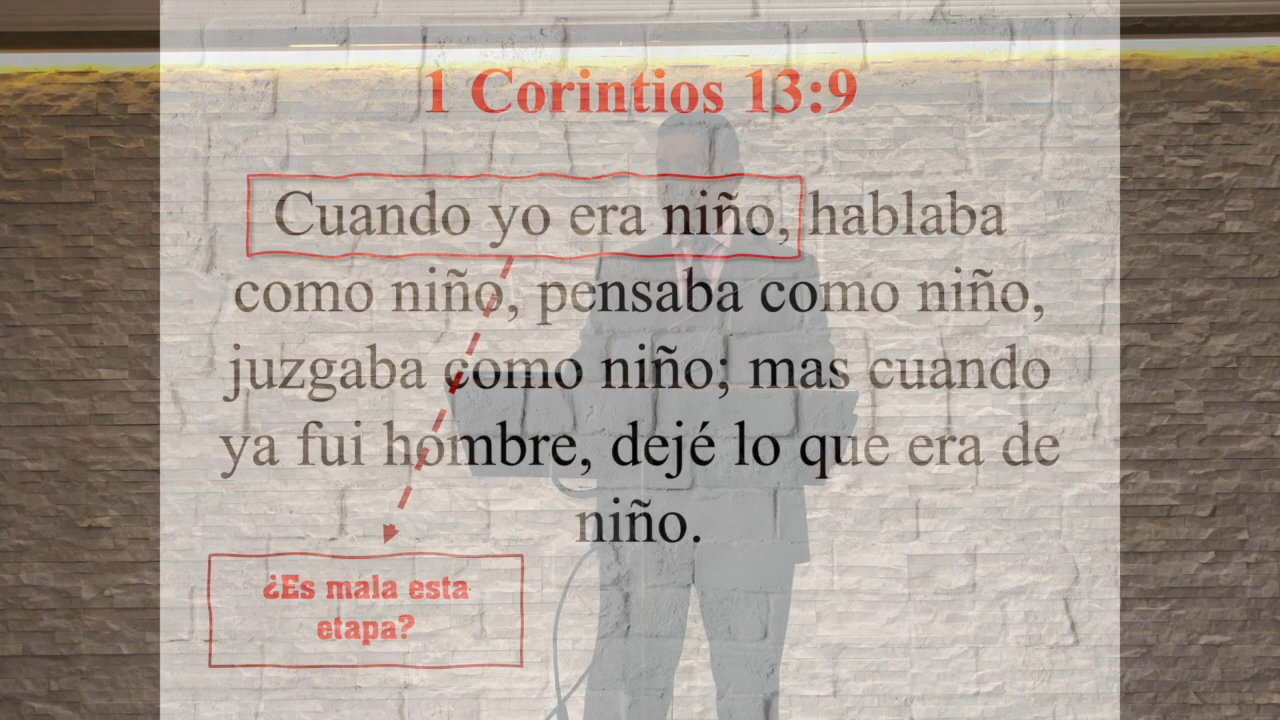 1 Corintios 13:9
Cuando yo era niño, hablaba
como niño, pensaba como niño,
juzgaba como niño; mas cuando
ya fui hombre, dejé lo que era de
niño.
¿Es mala esta
etapa?